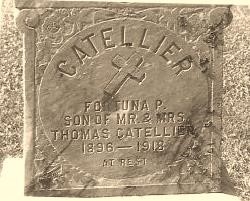 CATELLIER
FORTUNA P.
SON OF MR. & MRS.
THOMAS CATELLIER
1896 — 1918
AT REST